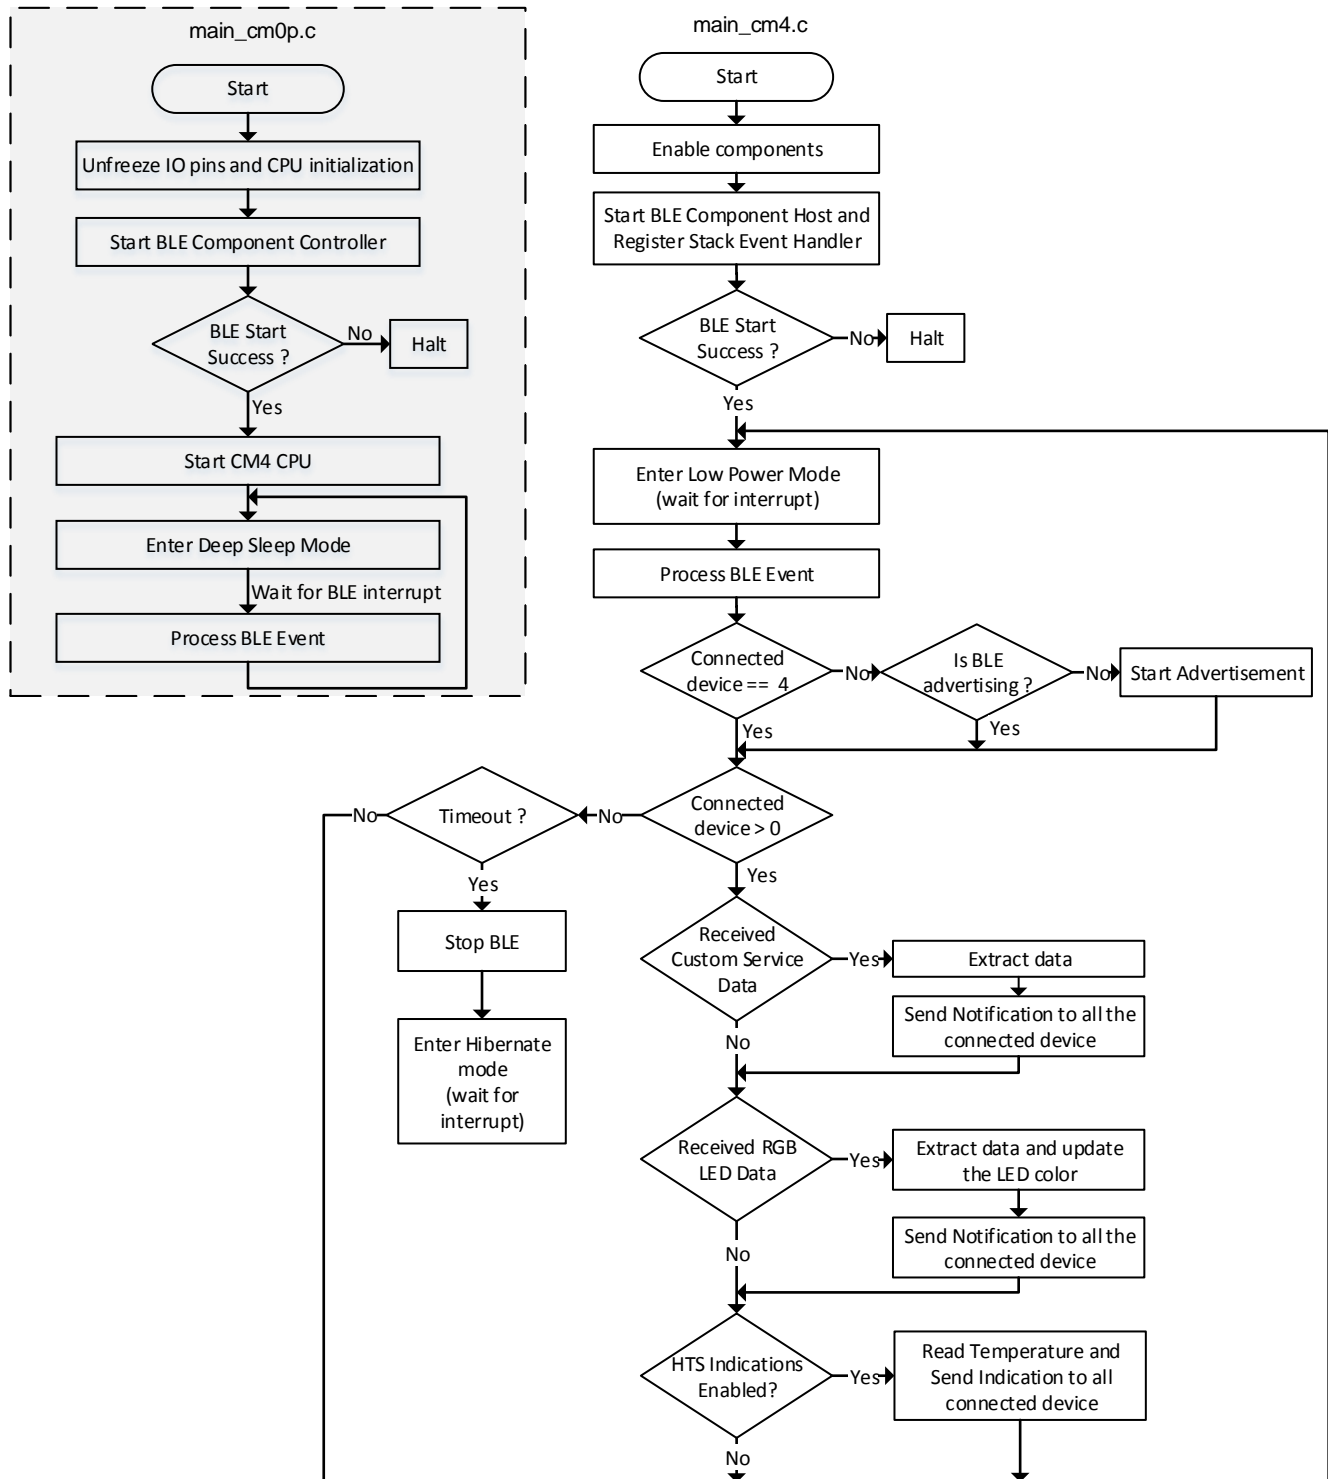 main_cm0p.c
Start
Unfreeze IO pins and CPU initialization
Start BLE Component Controller
BLE Start
Success ?
No
Halt
Yes
Start CM4 CPU
Enter Deep Sleep Mode
Wait for BLE interrupt
Process BLE Event
main_cm4.c
Start
Enable components
Start BLE Component Host and
Register Stack Event Handler
BLE Start
Success ?
No
Halt
Yes
Enter Low Power Mode
(wait for interrupt)
Process BLE Event
Connected
device == 4
No
Is BLE
advertising ?
No
Start Advertisement
Yes
Yes
Connected
device > 0
No
Timeout ?
No
Yes
Stop BLE
Enter Hibernate
mode
(wait for
interrupt)
Yes
Received
Custom Service
Data
Yes
Extract data
Send Notification to all the
connected device
No
Received RGB
LED Data
Yes
Extract data and update
the LED color
Send Notification to all the
connected device
No
HTS Indications
Enabled?
Yes
Read Temperature and
Send Indication to all
connected device
No